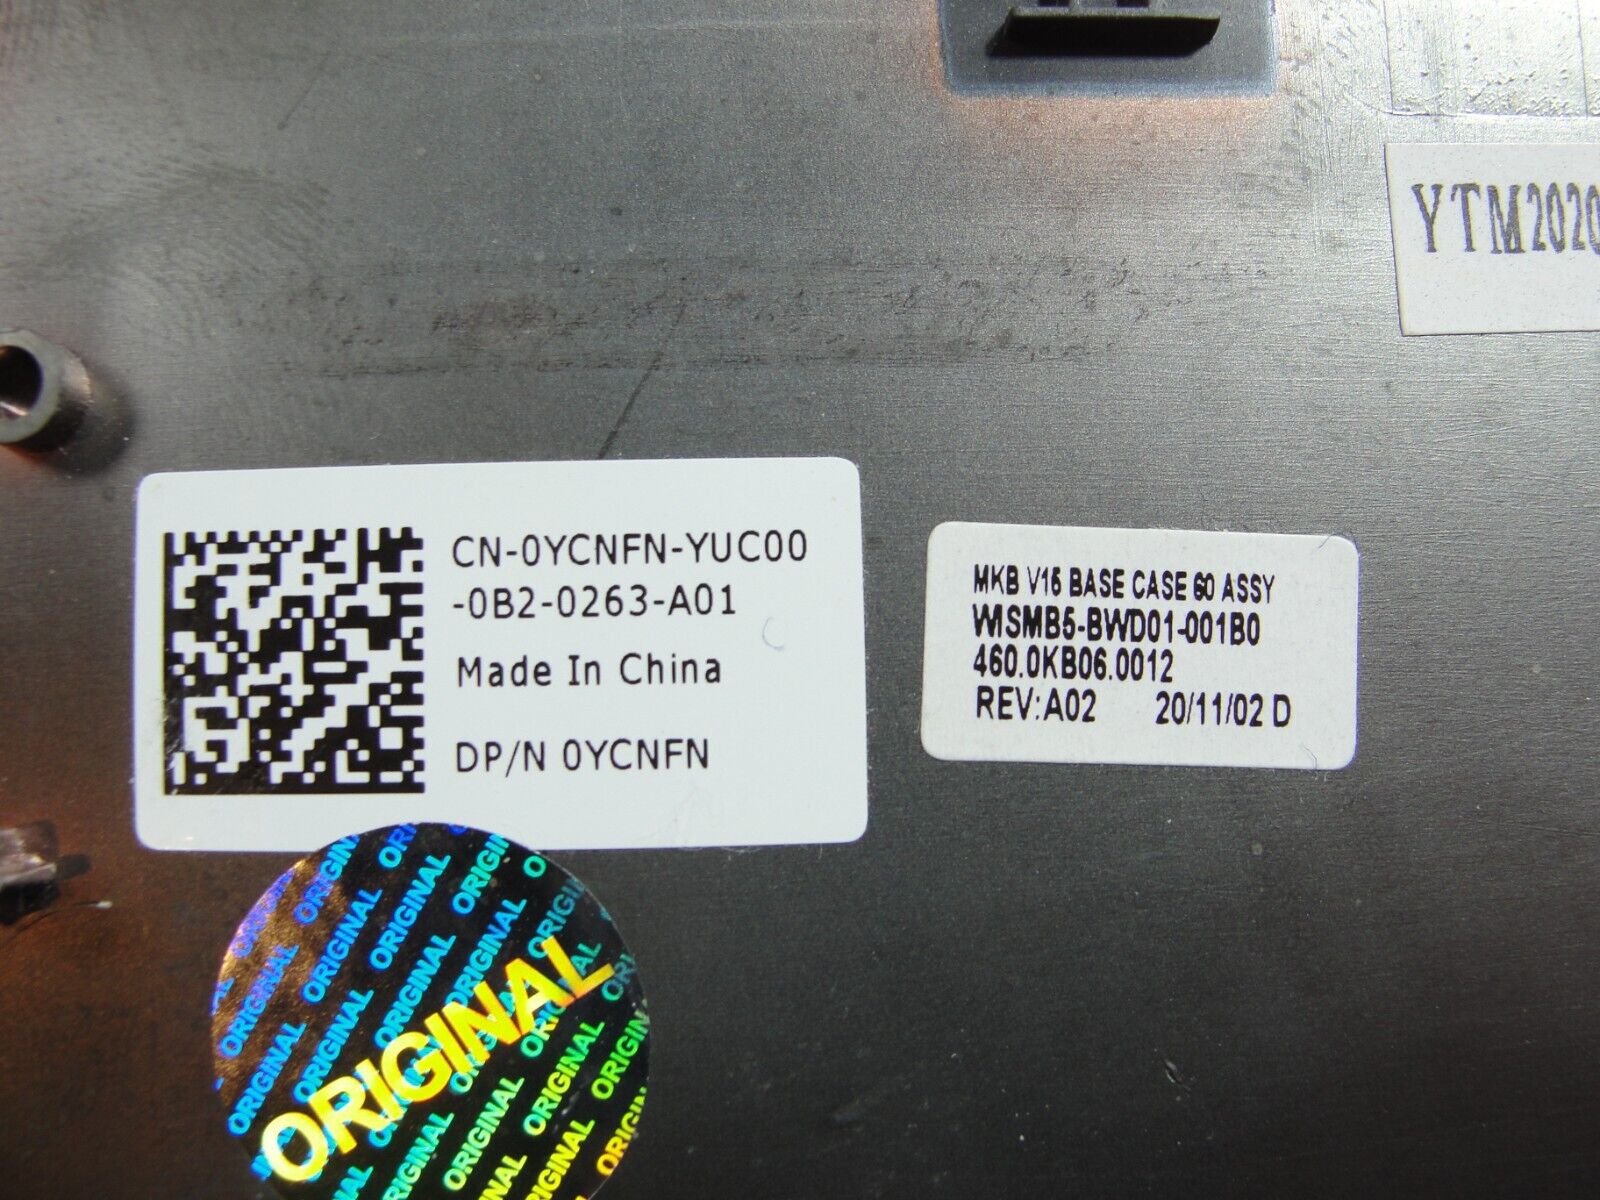 YTM2020
CN-0YCNFN-YUC00
-0B2-0263-A01
Made In China
DP/N 0YCNFN
MKB V15 BASE CASE 60 ASSY
WISMB5-BWD01-001B0
460.0KB06.0012
REV:A02 20/11/02 D
ORIGINAL